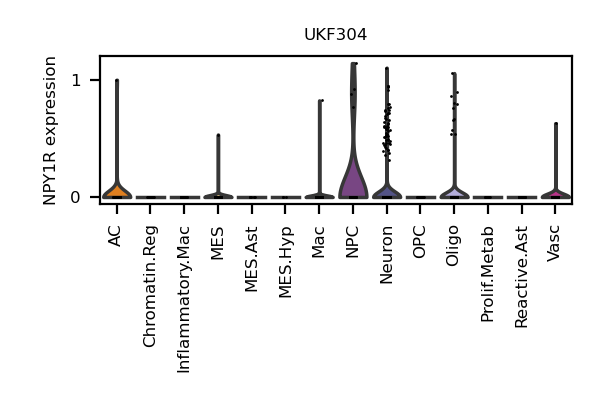 UKF304
NPY1R expression
1
0
AC
Chromatin.Reg
Inflammatory.Mac
MES
MES.Ast
MES.Hyp
Mac
NPC
Neuron
OPC
Oligo
Prolif.Metab
Reactive.Ast
Vasc